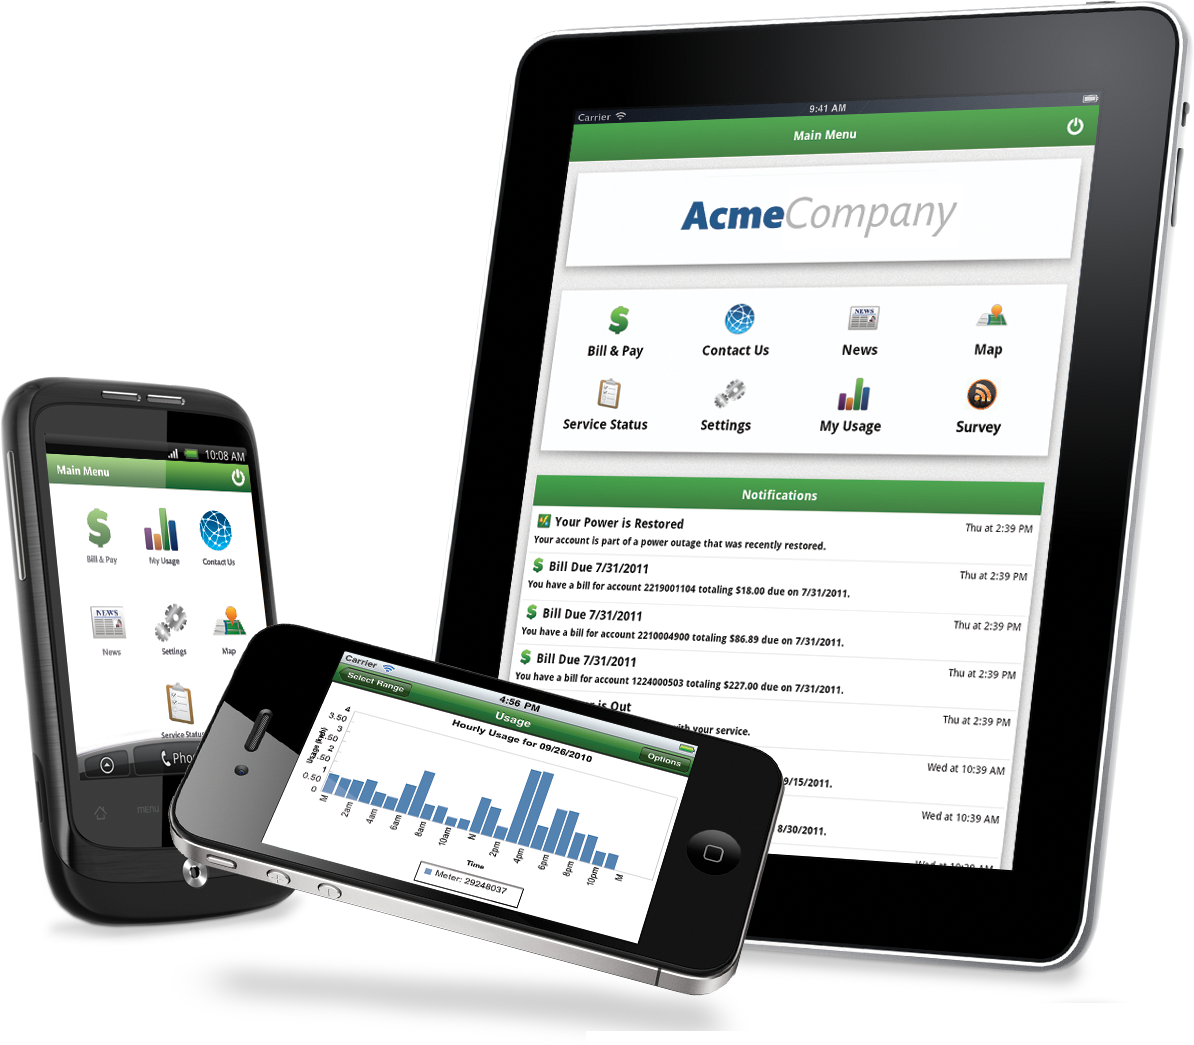 Carrier
9:41 AM
Main Menu
AcmeCompany
Bill & Pay
Contact Us
NEWS
News
Map
Service Status
Settings
My Usage
Survey
Notifications
Your Power is Restored
Thu at 2:39 PM
Your account is part of a power outage that was recently restored.
Bill Due 7/31/2011
Thu at 2:39 PM
You have a bill for account 2219001104 totaling $18.00 due on 7/31/2011.
Bill Due 7/31/2011
Thu at 2:39 PM
You have a bill for account 2210004900 totaling $86.89 due on 7/31/2011.
Bill Due 7/31/2011
Thu at 2:39 PM
You have a bill for account 1224000503 totaling $227.00 due on 7/31/2011.
is Out
Thu at 2:39 PM
with your service.
Wed at 10:39 AM
9/15/2011.
Wed at 10:39 AM
8/30/2011.
Wed at 10:39 AM
10:08 AM
Main Menu
Bill & Pay
My Usage
Contact Us
NEWS
News
Settings
Map
Service Status
Pho
menu
Carrier
4:56 PM
Select Range
Usage
Options
Hourly Usage for 09/26/2010
Usage (kwh)
4
3.50
3
2
1
0.50
0
M
2am
4am
6am
8am
10am
N
2pm
4pm
6pm
8pm
10pm
M
Time
Meter: 29248037